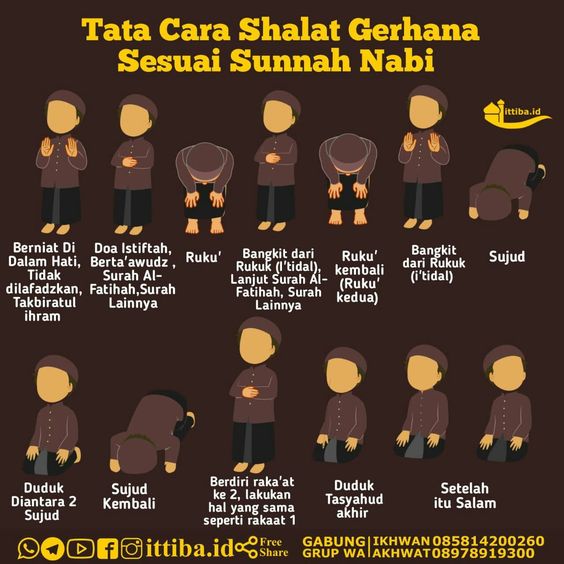 Tata Cara Shalat Gerhana
Sesuai Sunnah Nabi
ittiba.id
Berniat Di
Dalam Hati,
Tidak
dilafadzkan,
Takbiratul
ihram
Doa Istiftah,
Berta'awudz ,
Surah Al-
Fatihah,Surah
Lainnya
Ruku'
Bangkit dari
Rukuk (I'tidal),
Lanjut Surah Al-
Fatihah, Surah
Lainnya
Ruku'
kembali
(Ruku'
kedua)
Bangkit
dari Rukuk
(i'tidal)
Sujud
Duduk
Diantara 2
Sujud
Sujud
Kembali
Berdiri raka'at
ke 2, lakukan
hal yang sama
seperti rakaat 1
Duduk
Tasyahud
akhir
Setelah
itu Salam
ittiba.id
Free
Share
GABUNG IKHWAN 085814200260
GRUP WA AKHWAT 08978919300